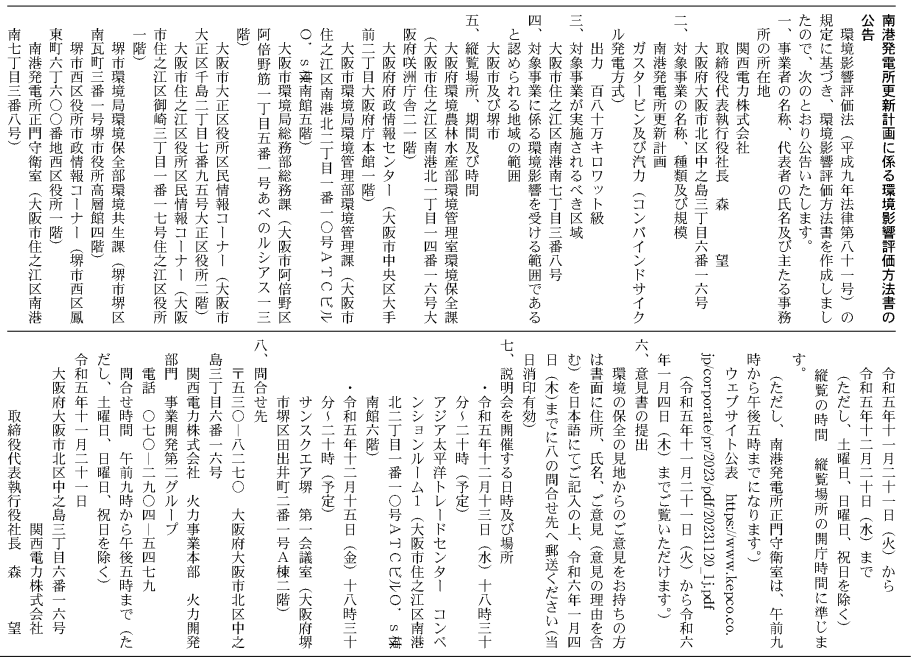 南港発電所更新計画に係る環境影響評価方法書の
公告
環境影響評価法（平成九年法律第八十一号）の
規定に基づき、環境影響評価方法書を作成しまし
たので、次のとおり公告いたします。
一、事業者の名称、代表者の氏名及び主たる事務
所の所在地
関西電力株式会社
取締役代表執行役社長　森　　望
大阪府大阪市北区中之島三丁目六番一六号
二、対象事業の名称、種類及び規模
南港発電所更新計画
ガスタービン及び汽力（コンバインドサイク
ル発電方式）
出力　百八十万キロワット級
三、対象事業が実施されるべき区域
大阪市住之江区南港南七丁目三番八号
四、対象事業に係る環境影響を受ける範囲である
と認められる地域の範囲
大阪市及び堺市
五、縦覧場所、期間及び時間
大阪府環境農林水産部環境管理室環境保全課
（大阪市住之江区南港北一丁目一四番一六号大
阪府咲洲庁舎二一階）
大阪府府政情報センター（大阪市中央区大手
前二丁目大阪府庁本館一階）
大阪市環境局環境管理部環境管理課（大阪市
住之江区南港北二丁目一番一〇号ＡＴＣビル
Ｏ’ｓ棟南館五階）
大阪市環境局総務部総務課（大阪市阿倍野区
阿倍野筋一丁目五番一号あべのルシアス一三
階）
大阪市大正区役所区民情報コーナー（大阪市
大正区千島二丁目七番九五号大正区役所二階）
大阪市住之江区役所区民情報コーナー（大阪
市住之江区御崎三丁目一番一七号住之江区役所
一階）
堺市環境局環境保全部環境共生課（堺市堺区
南瓦町三番一号堺市役所高層館四階）
堺市西区役所市政情報コーナー（堺市西区鳳
東町六丁六〇〇番地西区役所一階）
南港発電所正門守衛室（大阪市住之江区南港
南七丁目三番八号）
令和五年十一月二十一日（火）から
令和五年十二月二十日（水）まで
（ただし、土曜日、日曜日、祝日を除く）
縦覧の時間　縦覧場所の開庁時間に準じま
す。
（ただし、南港発電所正門守衛室は、午前九
時から午後五時までになります。）
ウェブサイト公表　https://www.kepco.co.
jp/corporate/pr/2023/pdf/20231120_1j.pdf
（令和五年十一月二十一日（火）から令和六
年一月四日（木）までご覧いただけます。）
六、意見書の提出
環境の保全の見地からのご意見をお持ちの方
は書面に住所、氏名、ご意見（意見の理由を含
む）を日本語にてご記入の上、令和六年一月四
日（木）までに八の問合せ先へ郵送ください（当
日消印有効）
七、説明会を開催する日時及び場所
・令和五年十二月十三日（水）十八時三十
分～二十時（予定）
アジア太平洋トレードセンター　コンベ
ンションルーム１（大阪市住之江区南港
北二丁目一番一〇号ＡＴＣビルＯ’ｓ棟
南館六階）
・令和五年十二月十五日（金）十八時三十
分～二十時（予定）
サンスクエア堺　第一会議室（大阪府堺
市堺区田出井町二番一号Ａ棟二階）
八、問合せ先
〒五三〇―八二七〇　大阪府大阪市北区中之
島三丁目六番一六号
関西電力株式会社　火力事業本部　火力開発
部門　事業開発第二グループ
電話　〇七〇―二九〇四―五四七九
問合せ時間　午前九時から午後五時まで（た
だし、土曜日、日曜日、祝日を除く）
令和五年十一月二十一日
大阪府大阪市北区中之島三丁目六番一六号
関西電力株式会社
取締役代表執行役社長　森　　望